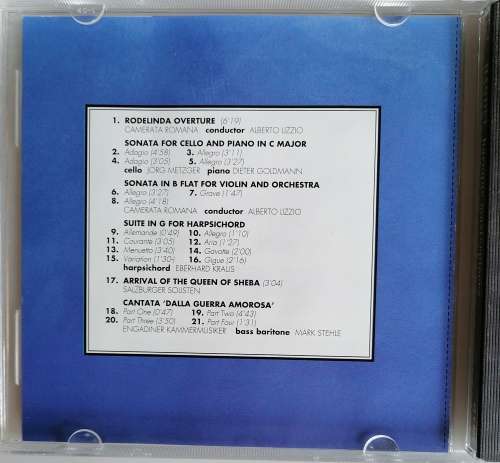 1. RODELINDA OVERTURE (6'19)
CAMERATA ROMANA conductor ALBERTO LIZZIO
SONATA FOR CELLO AND PIANO IN C MAJOR
2. Adagio (4'58) 3. Allegro (3'11)
4. Adagio (3'05) 5. Allegro (3'27)
cello JÖRG METZGER piano DIETER GOLDMANN
SONATA IN B FLAT FOR VIOLIN AND ORCHESTRA
6. Allegro (3'27) 7. Grave (1'47)
8. Allegro (4'18)
CAMERATA ROMANA conductor ALBERTO LIZZIO
SUITE IN G FOR HARPSICHORD
9. Allemande (0'49) 10. Allegro (1'10)
11. Courante (3'05) 12. Aria (1'27)
13. Menuetto (3'40) 14. Gavotte (2'00)
15. Variation (1'30) 16. Gigue (2'16)
harpsichord EBERHARD KRAUS
17. ARRIVAL OF THE QUEEN OF SHEBA (3'04)
SALZBURGER SOLISTEN
CANTATA 'DALLA GUERRA AMOROSA'
18. Part One (0'47) 19. Part Two (4'43)
20. Part Three (3'50) 21. Part Four (1'31)
ENGADINER KAMMERMUSIKER bass baritone MARK STEHLE